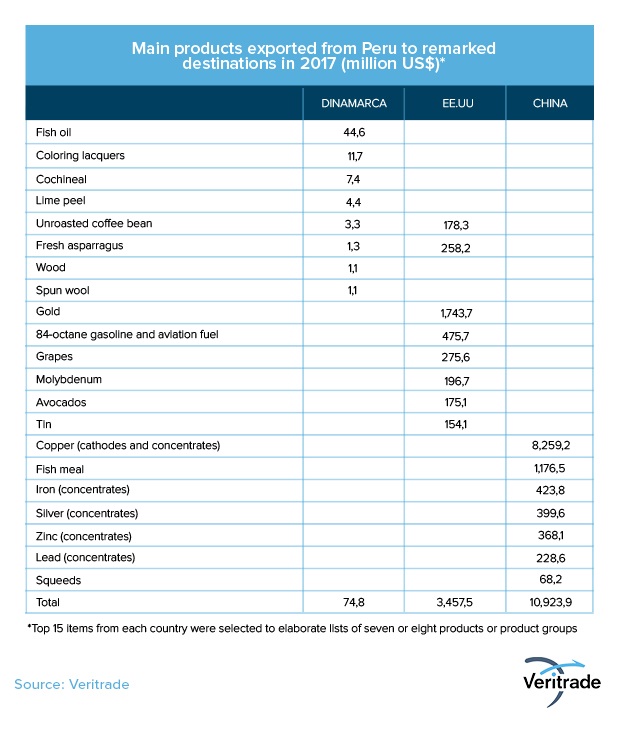 Main products exported from Peru to remarked
destinations in 2017 (million US$)*
DINAMARCA EE.UU CHINA
Fish oil 44,6
Coloring lacquers 11,7
Cochineal 7,4
Lime peel 4,4
Unroasted coffee bean 3,3 178,3
Fresh asparragus 1,3 258,2
Wood 1,1
Spun wool 1,1
Gold 1,743,7
84-octane gasoline and aviation fuel 475,7
Grapes 275,6
Molybdenum 196,7
Avocados 175,1
TIn 154,1
Copper (cathodes and concentrates) 8,259,2
Fish meal 1,176,5
Iron (concentrates) 423,8
Silver (concentrates) 399,6
Zinc (concentrates) 368,1
Lead (concentrates) 228,6
Squeeds 68,2
Total 74,8 3,457,5 10,923,9
*Top 15 items from each country were selected to elaborate lists of seven or eight products or product groups
Source: Veritrade
Veritrade